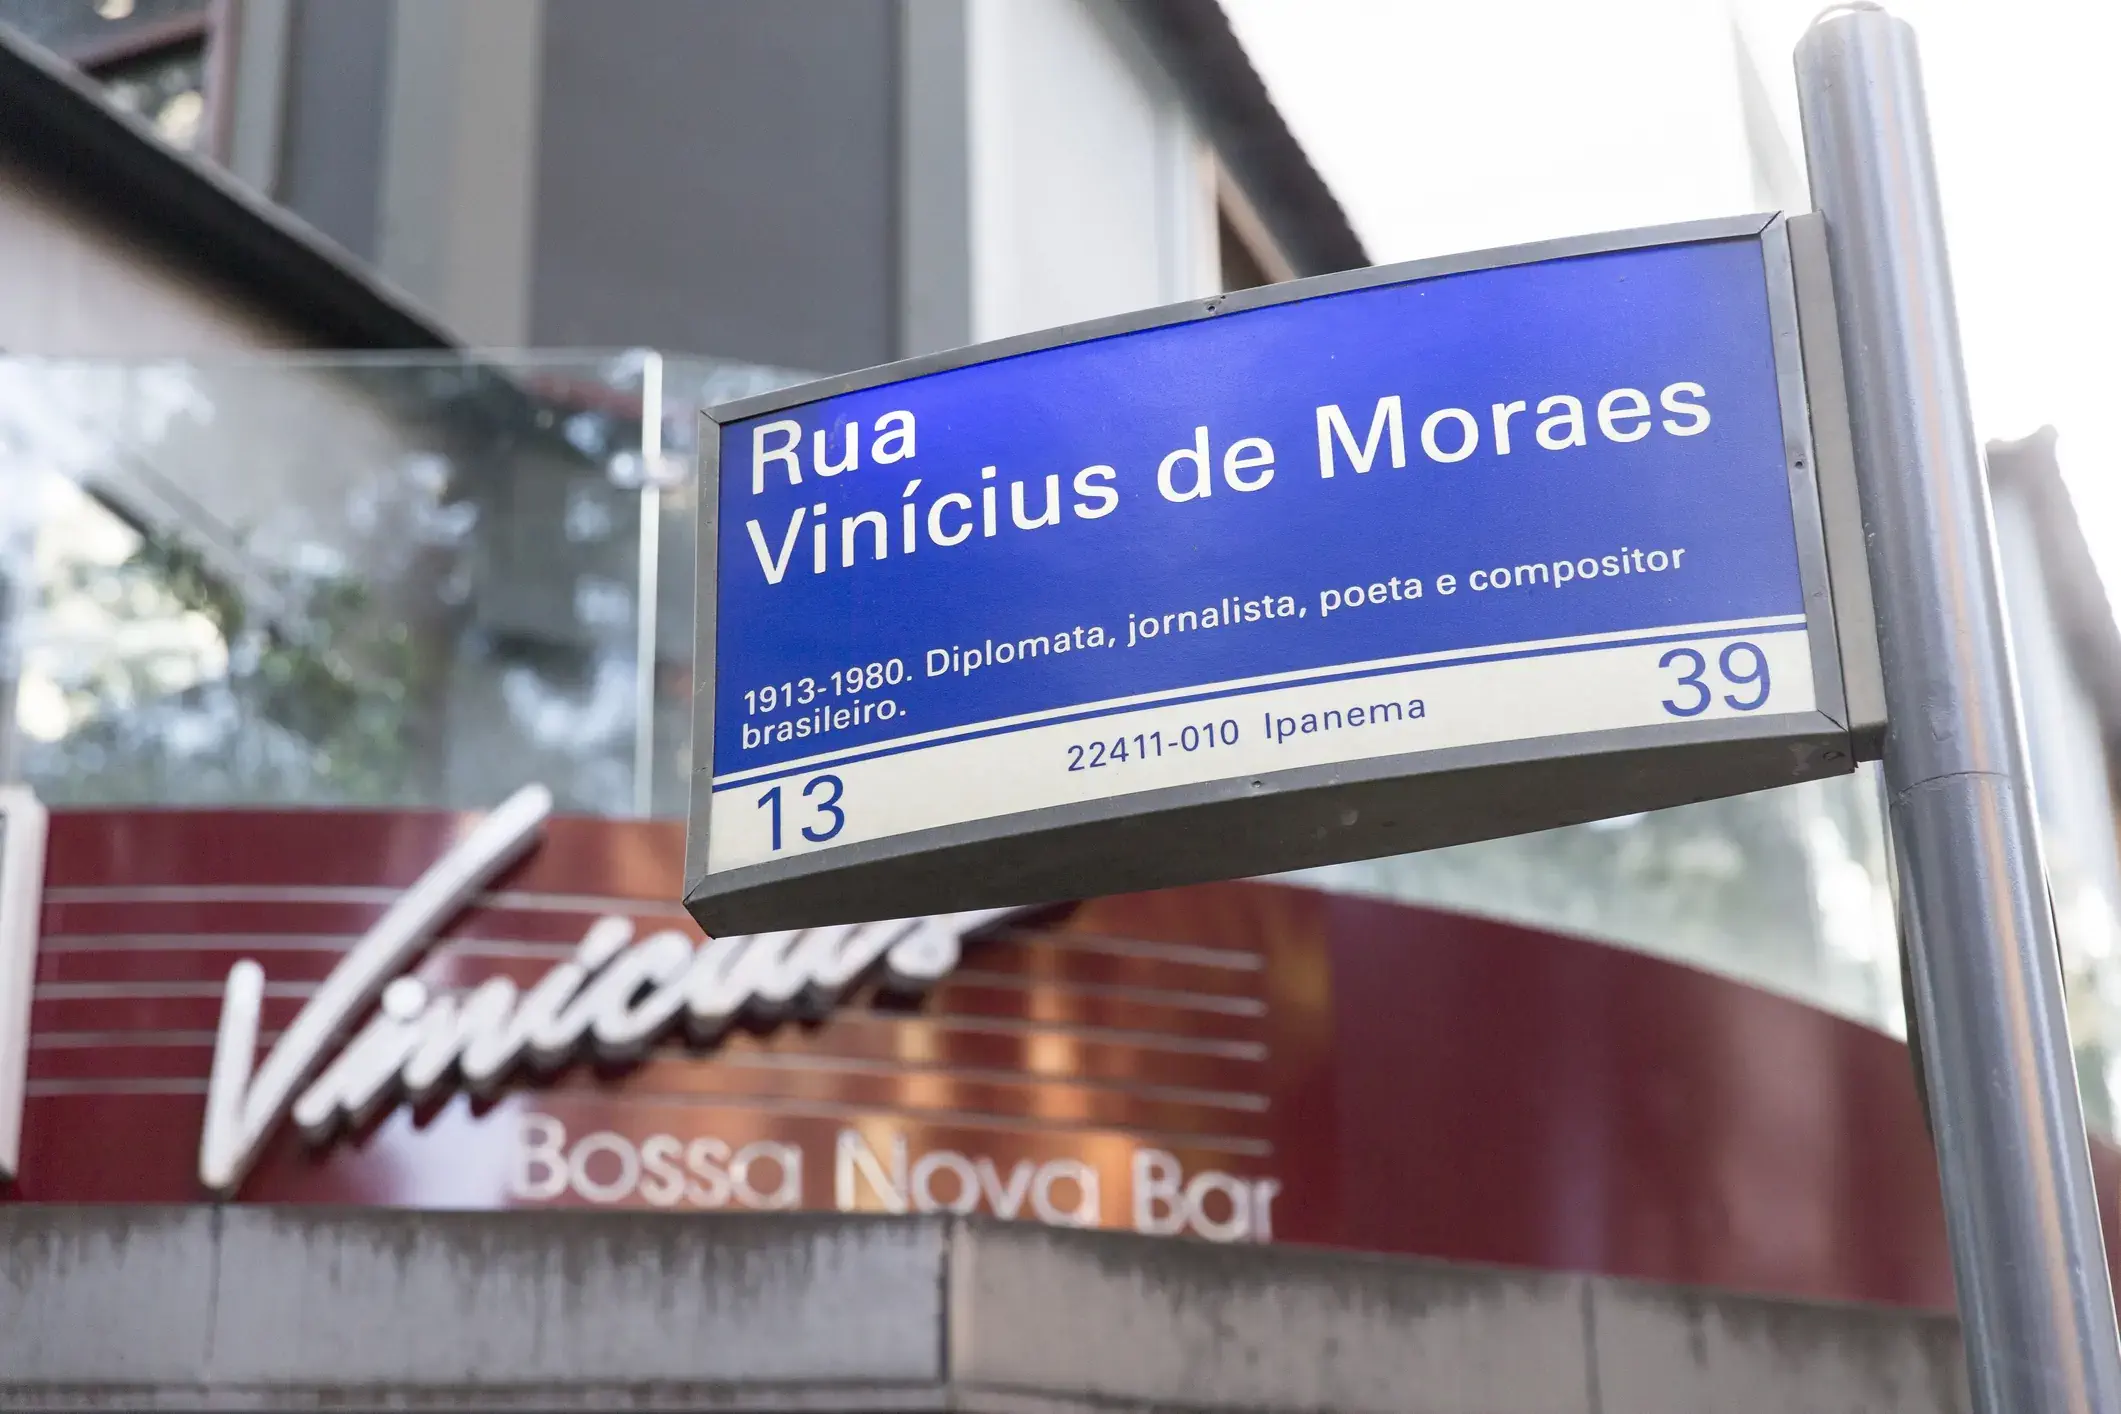 Rua
Vinícius de Moraes
1913-1980. Diplomata, jornalista, poeta e compositor
brasileiro.
13 22411-010 Ipanema 39
Vinicius
Bossa Nova Bar